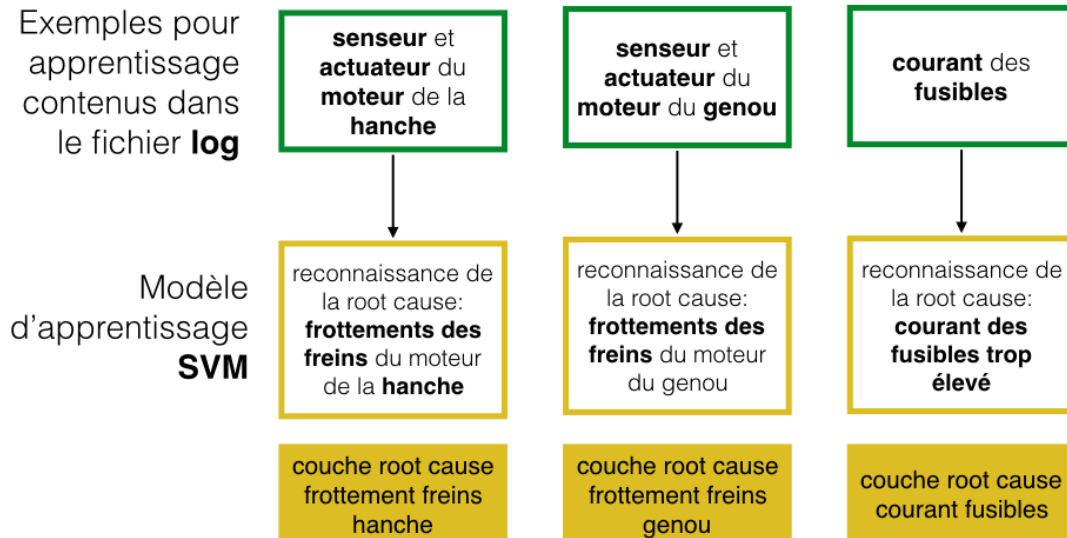 Exemples pour
apprentissage
contenus dans
le fichier log
senseur et
actuateur du
moteur de la
hanche
senseur et
actuateur du
moteur du genou
courant des
fusibles
Modèle
d'apprentissage
SVM
reconnaissance de
la root cause:
frottements des
freins du moteur
de la hanche
reconnaissance de
la root cause:
frottements des
freins du moteur
du genou
reconnaissance de
la root cause:
courant des
fusibles trop
élevé
couche root cause
frottement freins
hanche
couche root cause
frottement freins
genou
couche root cause
courant fusibles